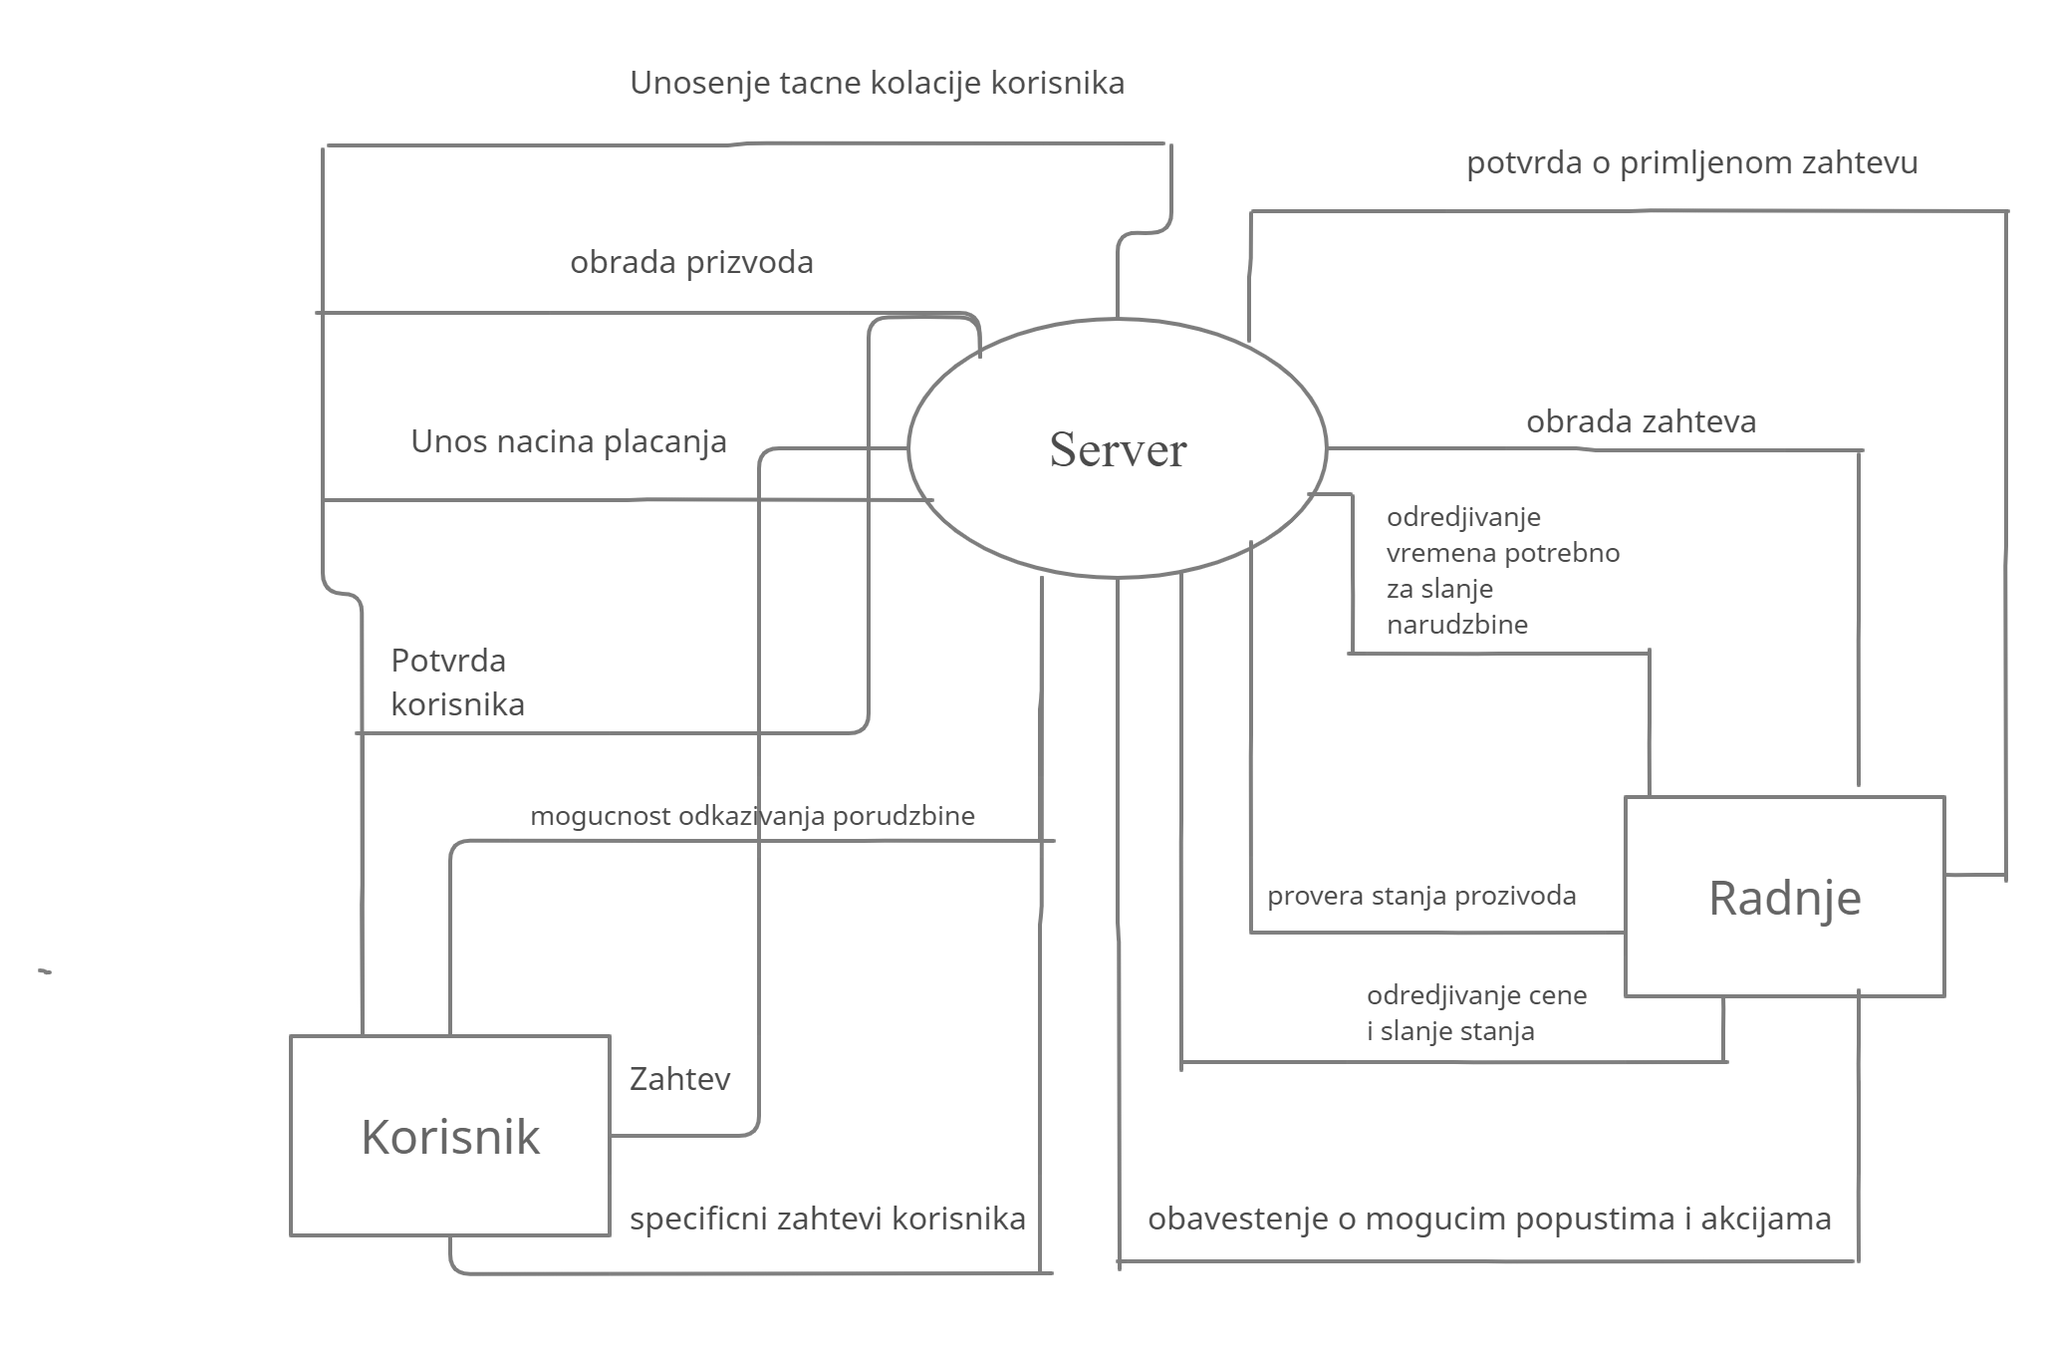 Unosenje tacne kolacije korisnika
potvrda o primljenom zahtevu
obrada prizvoda
obrada zahteva
Unos nacina placanja
Server
odredjivanje
vremena potrebno
za slanje
narudzbine
Potvrda
korisnika
mogucnost odkazivanja porudzbine
provera stanja prozivoda
Radnje
odredjivanje cene
i slanje stanja
Zahtev
Korisnik
specificni zahtevi korisnika
obavestenje o mogucim popustima i akcijama